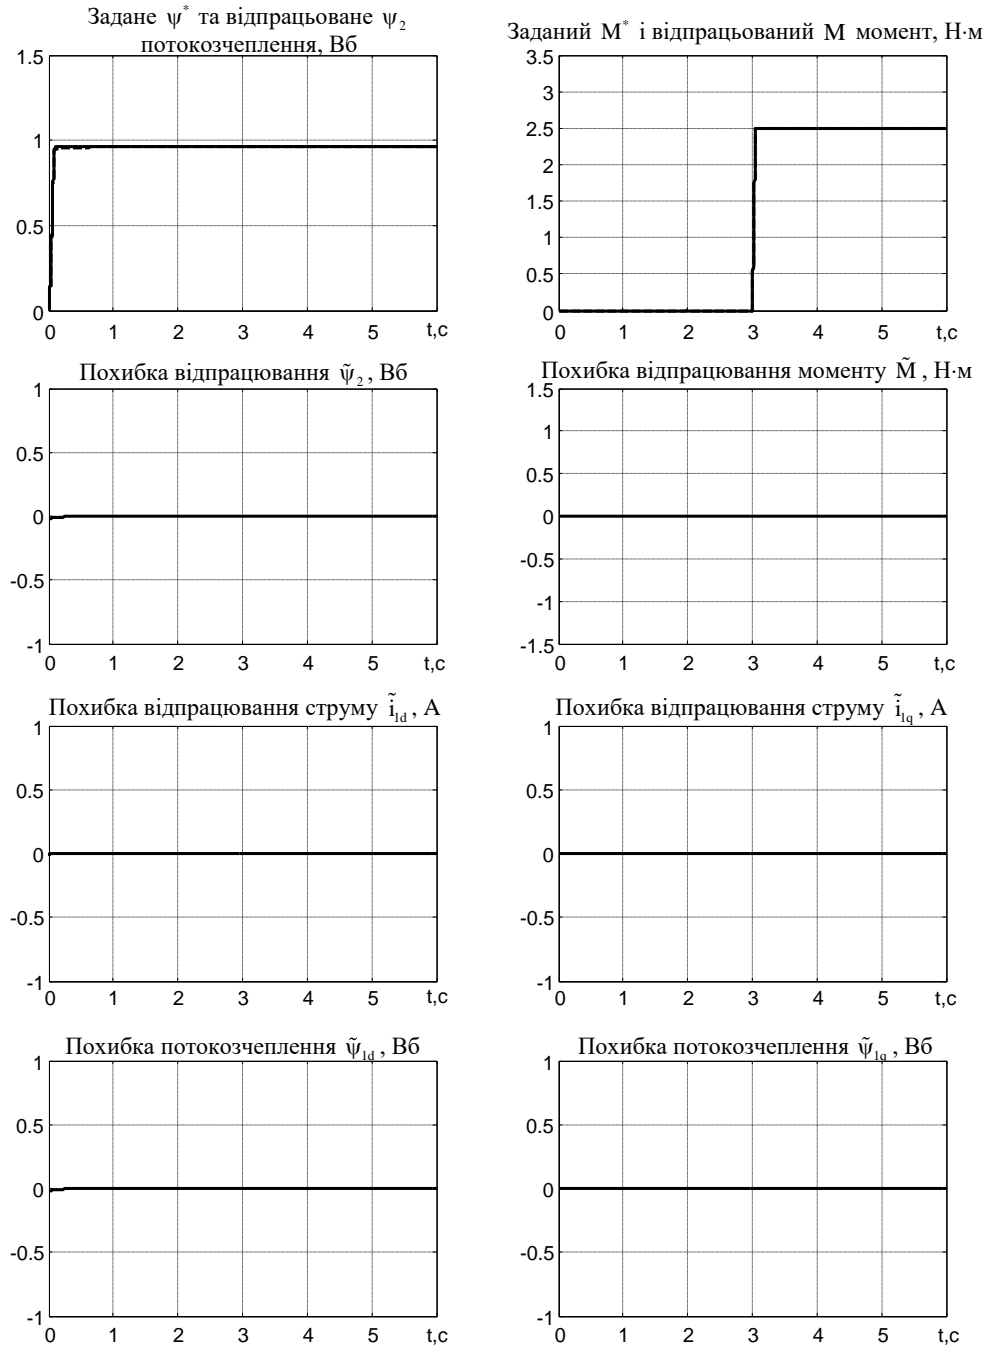 Задане ψ* та відпрацьоване ψ₂
потокозчеплення, Вб
1.5
1
0.5
0
0 1 2 3 4 5 t,c
Заданий M* і відпрацьований M момент, Н·м
3.5
3
2.5
2
1.5
1
0.5
0
0 1 2 3 4 5 t,c
Похибка відпрацювання ψ̃₂, Вб
1
0.5
0
-0.5
-1
0 1 2 3 4 5 t,c
Похибка відпрацювання моменту M̃, Н·м
1.5
1
0.5
0
-0.5
-1
-1.5
0 1 2 3 4 5 t,c
Похибка відпрацювання струму ĩ1d, А
1
0.5
0
-0.5
-1
0 1 2 3 4 5 t,c
Похибка відпрацювання струму ĩ1q, А
1
0.5
0
-0.5
-1
0 1 2 3 4 5 t,c
Похибка потокозчеплення ψ̃1d, Вб
1
0.5
0
-0.5
-1
0 1 2 3 4 5 t,c
Похибка потокозчеплення ψ̃1q, Вб
1
0.5
0
-0.5
-1
0 1 2 3 4 5 t,c